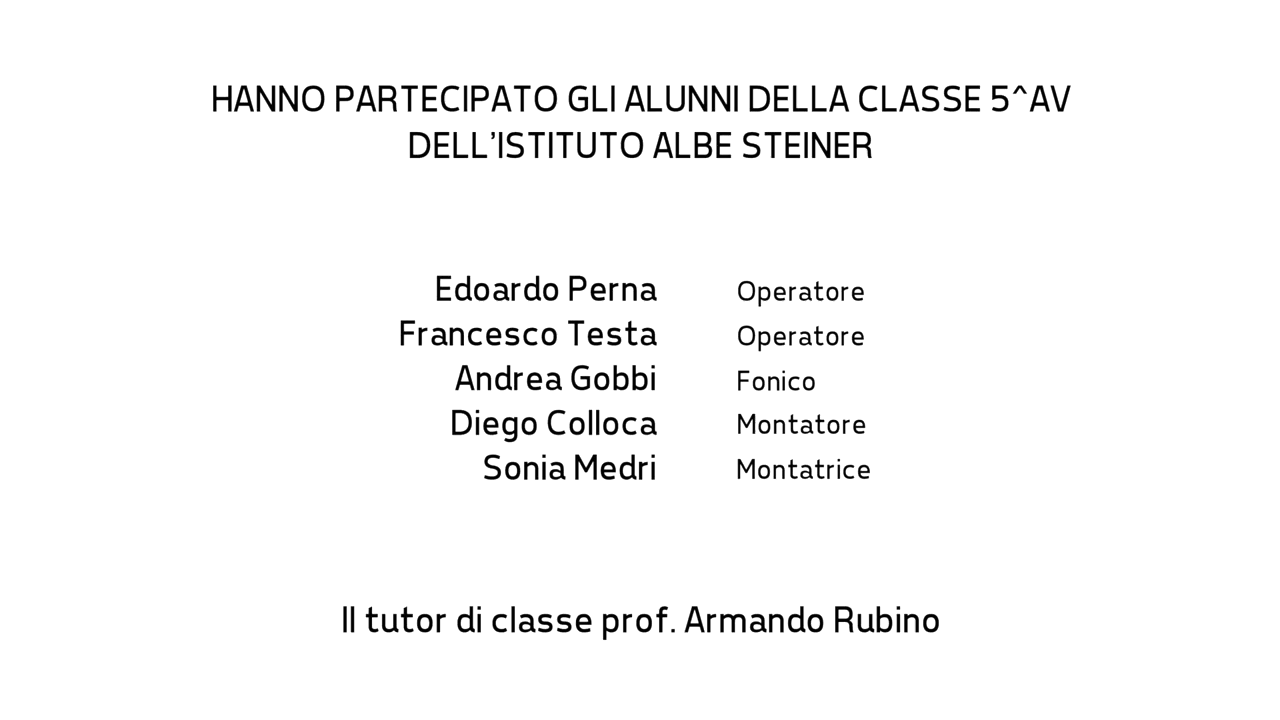 HANNO PARTECIPATO GLI ALUNNI DELLA CLASSE 5^AV
DELL'ISTITUTO ALBE STEINER
Edoardo Perna Operatore
Francesco Testa Operatore
Andrea Gobbi Fonico
Diego Colloca Montatore
Sonia Medri Montatrice
Il tutor di classe prof. Armando Rubino